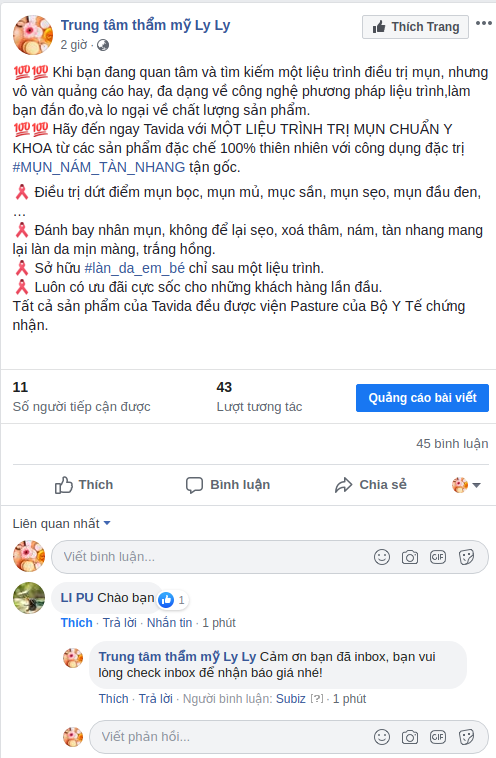 Trung tâm thẩm mỹ Ly Ly
Thích Trang
2 giờ
💯💯 Khi bạn đang quan tâm và tìm kiếm một liệu trình điều trị mụn, nhưng
vô vàn quảng cáo hay, đa dạng về công nghệ phương pháp liệu trình,làm
bạn đắn đo,và lo ngại về chất lượng sản phẩm.
💯💯 Hãy đến ngay Tavida với MỘT LIỆU TRÌNH TRỊ MỤN CHUẨN Y
KHOA từ các sản phẩm đặc chế 100% thiên nhiên với công dụng đặc trị
#MỤN_NÁM_TÀN_NHANG tận gốc.
Điều trị dứt điểm mụn bọc, mụn mủ, mục sần, mụn sẹo, mụn đầu đen,
…
Đánh bay nhân mụn, không để lại sẹo, xoá thâm, nám, tàn nhang mang
lại làn da mịn màng, trắng hồng.
Sở hữu #làn_da_em_bé chỉ sau một liệu trình.
Luôn có ưu đãi cực sốc cho những khách hàng lần đầu.
Tất cả sản phẩm của Tavida đều được viện Pasture của Bộ Y Tế chứng
nhận.
11
43
Số người tiếp cận được
Lượt tương tác
Quảng cáo bài viết
45 bình luận
Thích
Bình luận
Chia sẻ
Liên quan nhất
Viết bình luận...
GIF
LI PU Chào bạn
1
Thích · Trả lời · Nhắn tin · 1 phút
Trung tâm thẩm mỹ Ly Ly Cảm ơn bạn đã inbox, bạn vui
lòng check inbox để nhận báo giá nhé!
Thích · Trả lời · Người bình luận: Subiz [?] · 1 phút
Viết phản hồi...
GIF